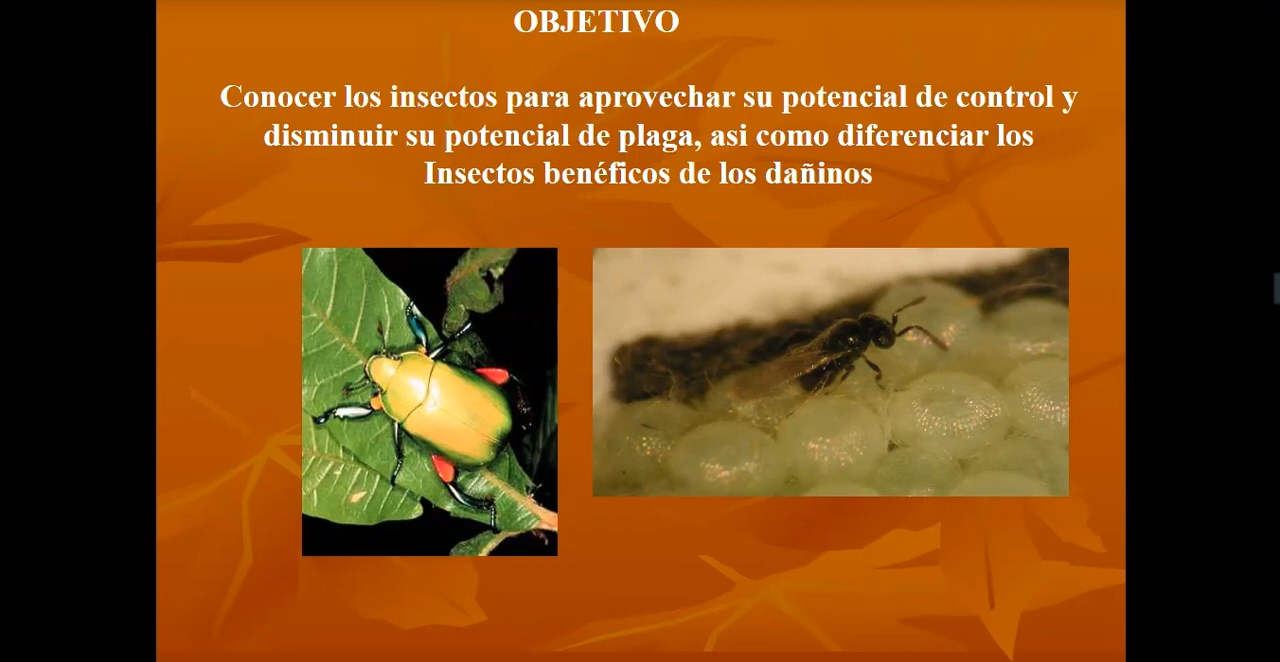 OBJETIVO
Conocer los insectos para aprovechar su potencial de control y
disminuir su potencial de plaga, asi como diferenciar los
Insectos benéficos de los dañinos